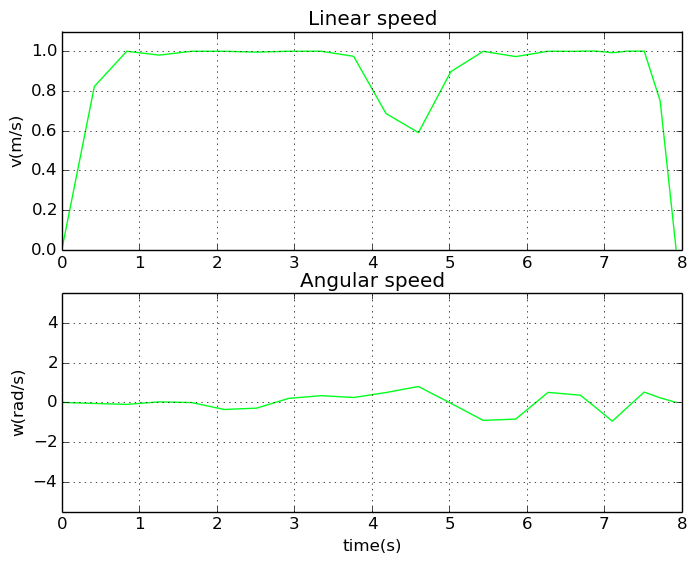 Linear speed
v(m/s)
1.0
0.8
0.6
0.4
0.2
0.0
0 1 2 3 4 5 6 7 8
Angular speed
w(rad/s)
4
2
0
−2
−4
0 1 2 3 4 5 6 7 8
time(s)